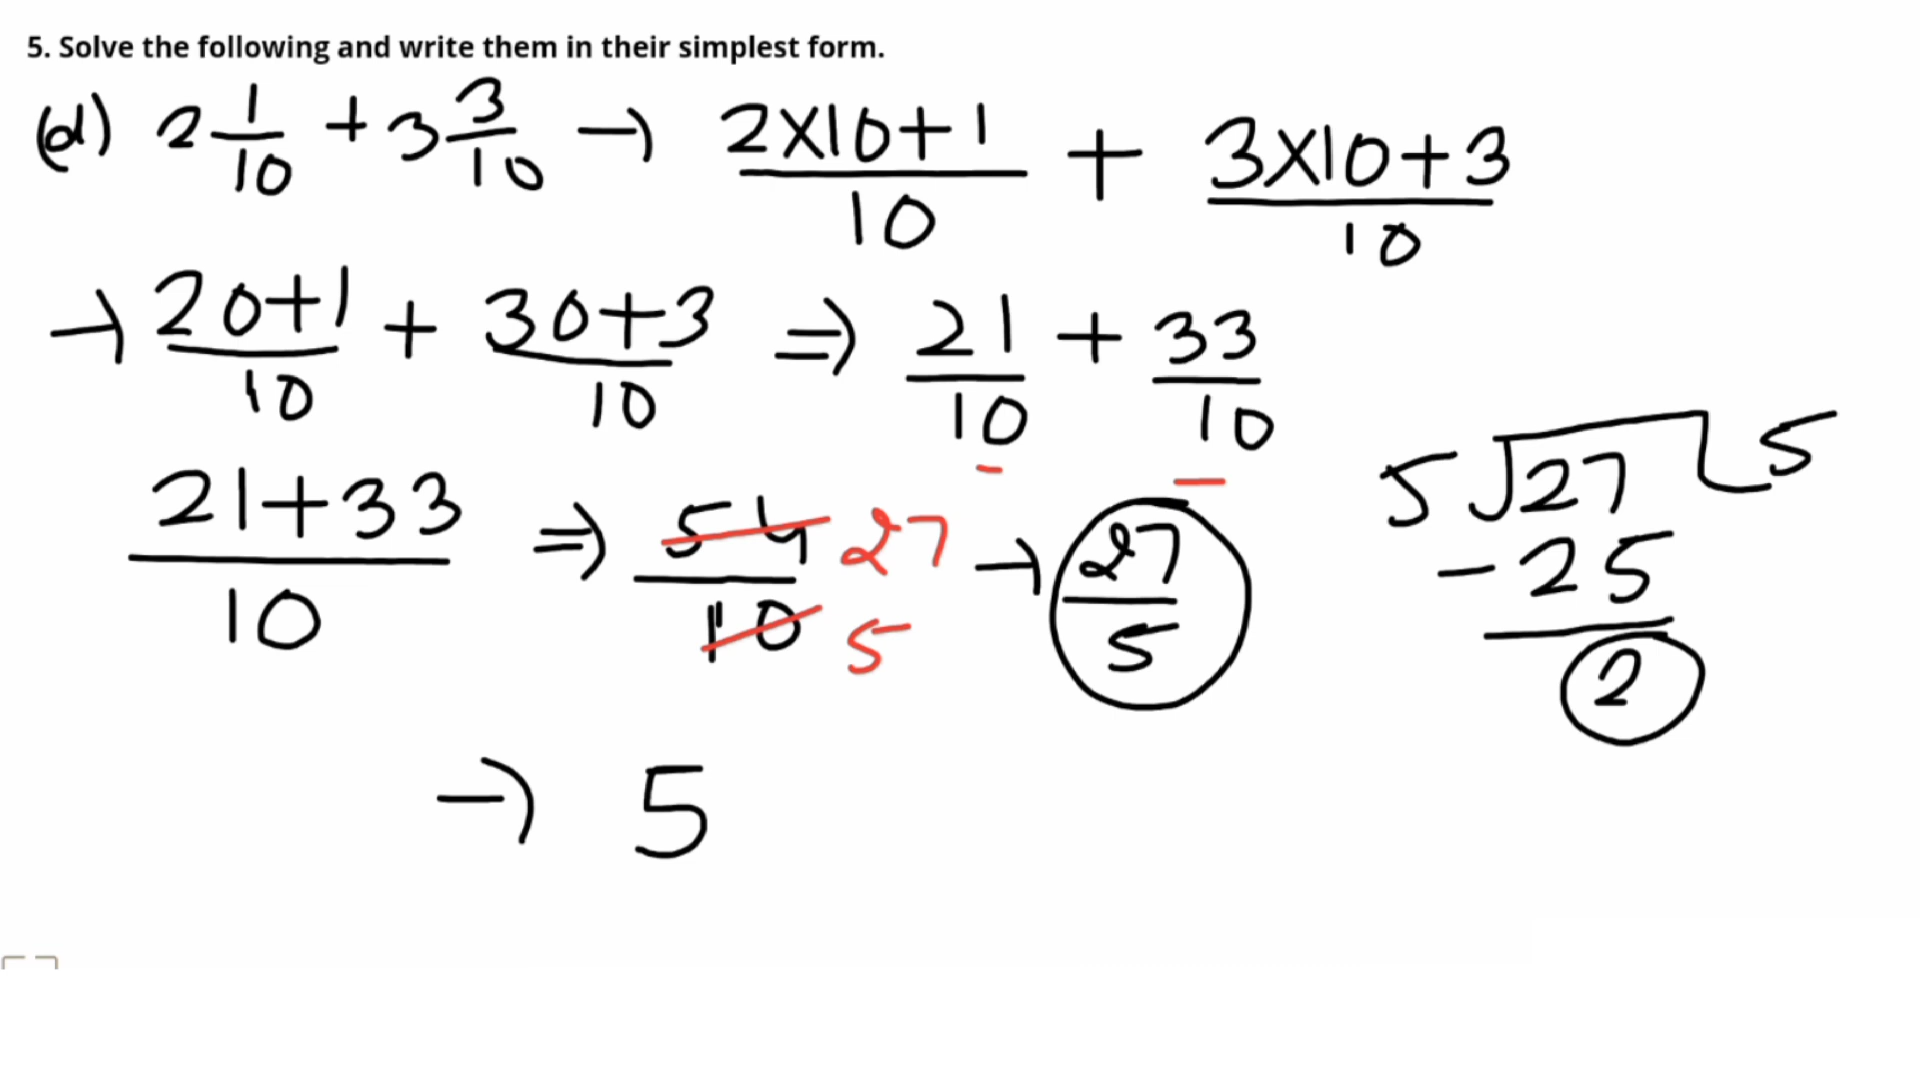 5. Solve the following and write them in their simplest form.
(d) 2 1/10 + 3 3/10 → 2×10+1/10 + 3×10+3/10
→ 20+1/10 + 30+3/10 ⇒ 21/10 + 33/10
21+33/10 ⇒ 54/10 27/5 → 27/5
5 √27 5
-25
2
→ 5